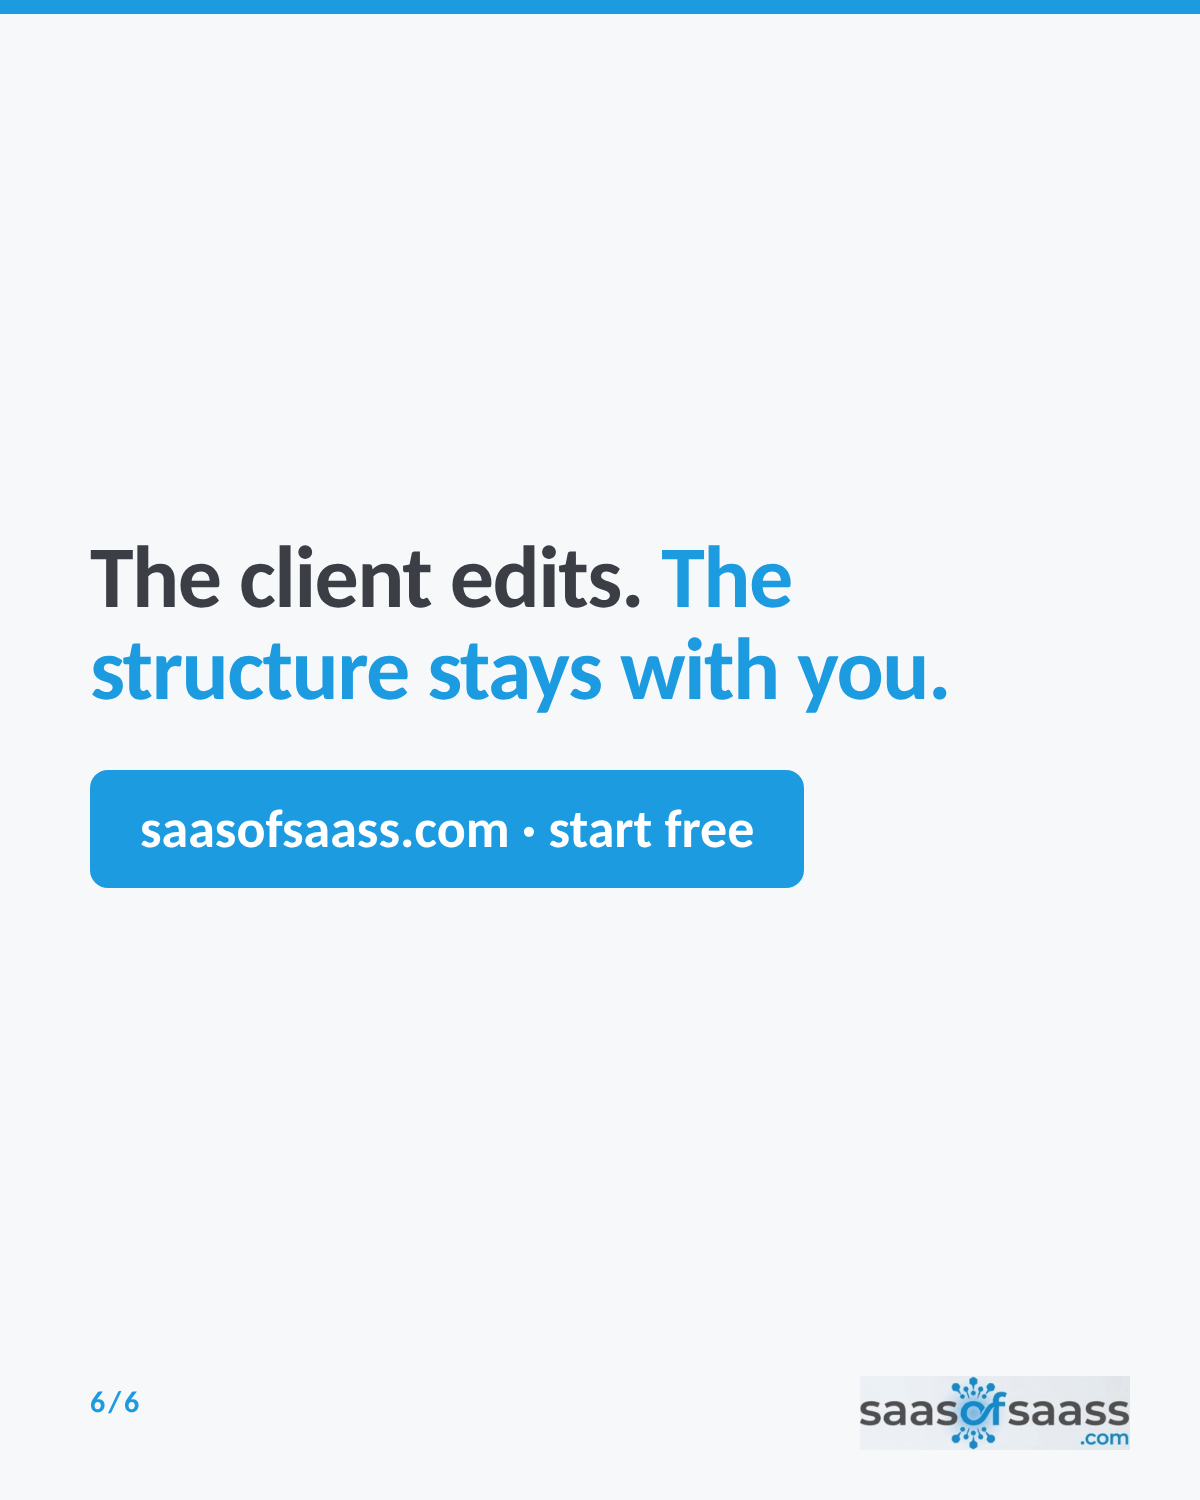 The client edits. The
structure stays with you.
saasofsaass.com · start free
6/6
saasofsaass
.com